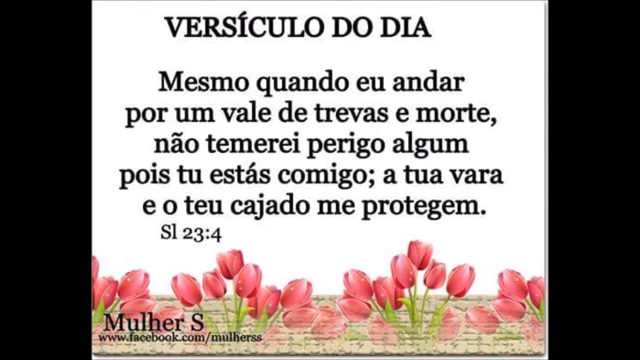 VERSÍCULO DO DIA
Mesmo quando eu andar
por um vale de trevas e morte,
não temerei perigo algum
pois tu estás comigo; a tua vara
e o teu cajado me protegem.
Sl 23:4
Mulher S
www.facebook.com/mulherss